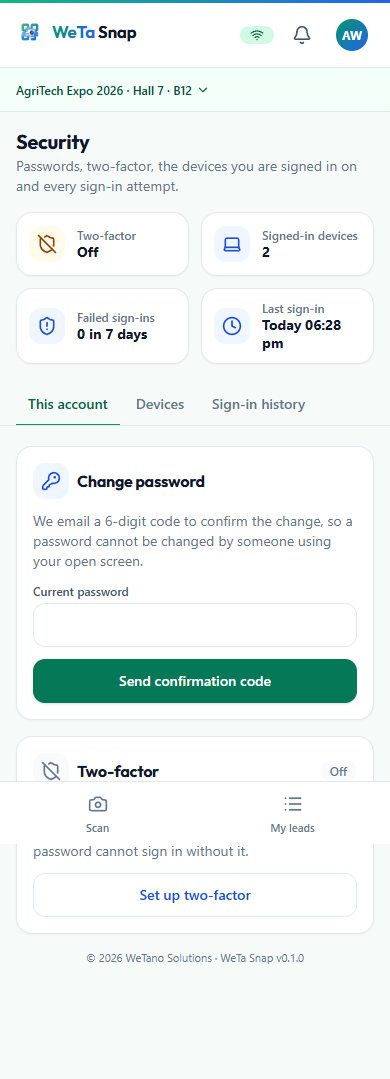 WeTa Snap
AW
AgriTech Expo 2026 · Hall 7 · B12
Security
Passwords, two-factor, the devices you are signed in on
and every sign-in attempt.
Two-factor
Off
Signed-in devices
2
Failed sign-ins
0 in 7 days
Last sign-in
Today 06:28
pm
This account
Devices
Sign-in history
Change password
We email a 6-digit code to confirm the change, so a
password cannot be changed by someone using
your open screen.
Current password
Send confirmation code
Two-factor
Off
Scan
My leads
password cannot sign in without it.
Set up two-factor
© 2026 WeTano Solutions · WeTa Snap v0.1.0